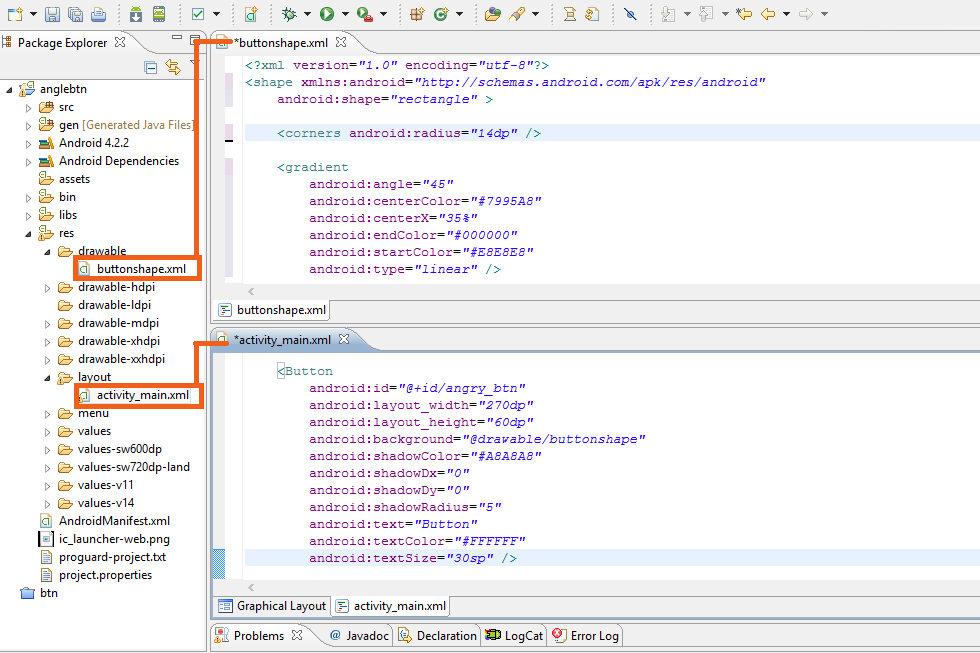 Package Explorer
anglebtn
src
gen [Generated Java Files]
Android 4.2.2
Android Dependencies
assets
bin
libs
res
drawable
buttonshape.xml
drawable-hdpi
drawable-ldpi
drawable-mdpi
drawable-xhdpi
drawable-xxhdpi
layout
activity_main.xml
menu
values
values-sw600dp
values-sw720dp-land
values-v11
values-v14
AndroidManifest.xml
ic_launcher-web.png
proguard-project.txt
project.properties
btn
*buttonshape.xml
<?xml version="1.0" encoding="utf-8"?>
<shape xmlns:android="http://schemas.android.com/apk/res/android"
android:shape="rectangle" >
<corners android:radius="14dp" />
<gradient
android:angle="45"
android:centerColor="#7995A8"
android:centerX="35%"
android:endColor="#000000"
android:startColor="#E8E8E8"
android:type="linear" />
buttonshape.xml
*activity_main.xml
<Button
android:id="@+id/angry_btn"
android:layout_width="270dp"
android:layout_height="60dp"
android:background="@drawable/buttonshape"
android:shadowColor="#A8A8A8"
android:shadowDx="0"
android:shadowDy="0"
android:shadowRadius="5"
android:text="Button"
android:textColor="#FFFFFF"
android:textSize="30sp" />
Graphical Layout activity_main.xml
Problems @ Javadoc Declaration LogCat Error Log